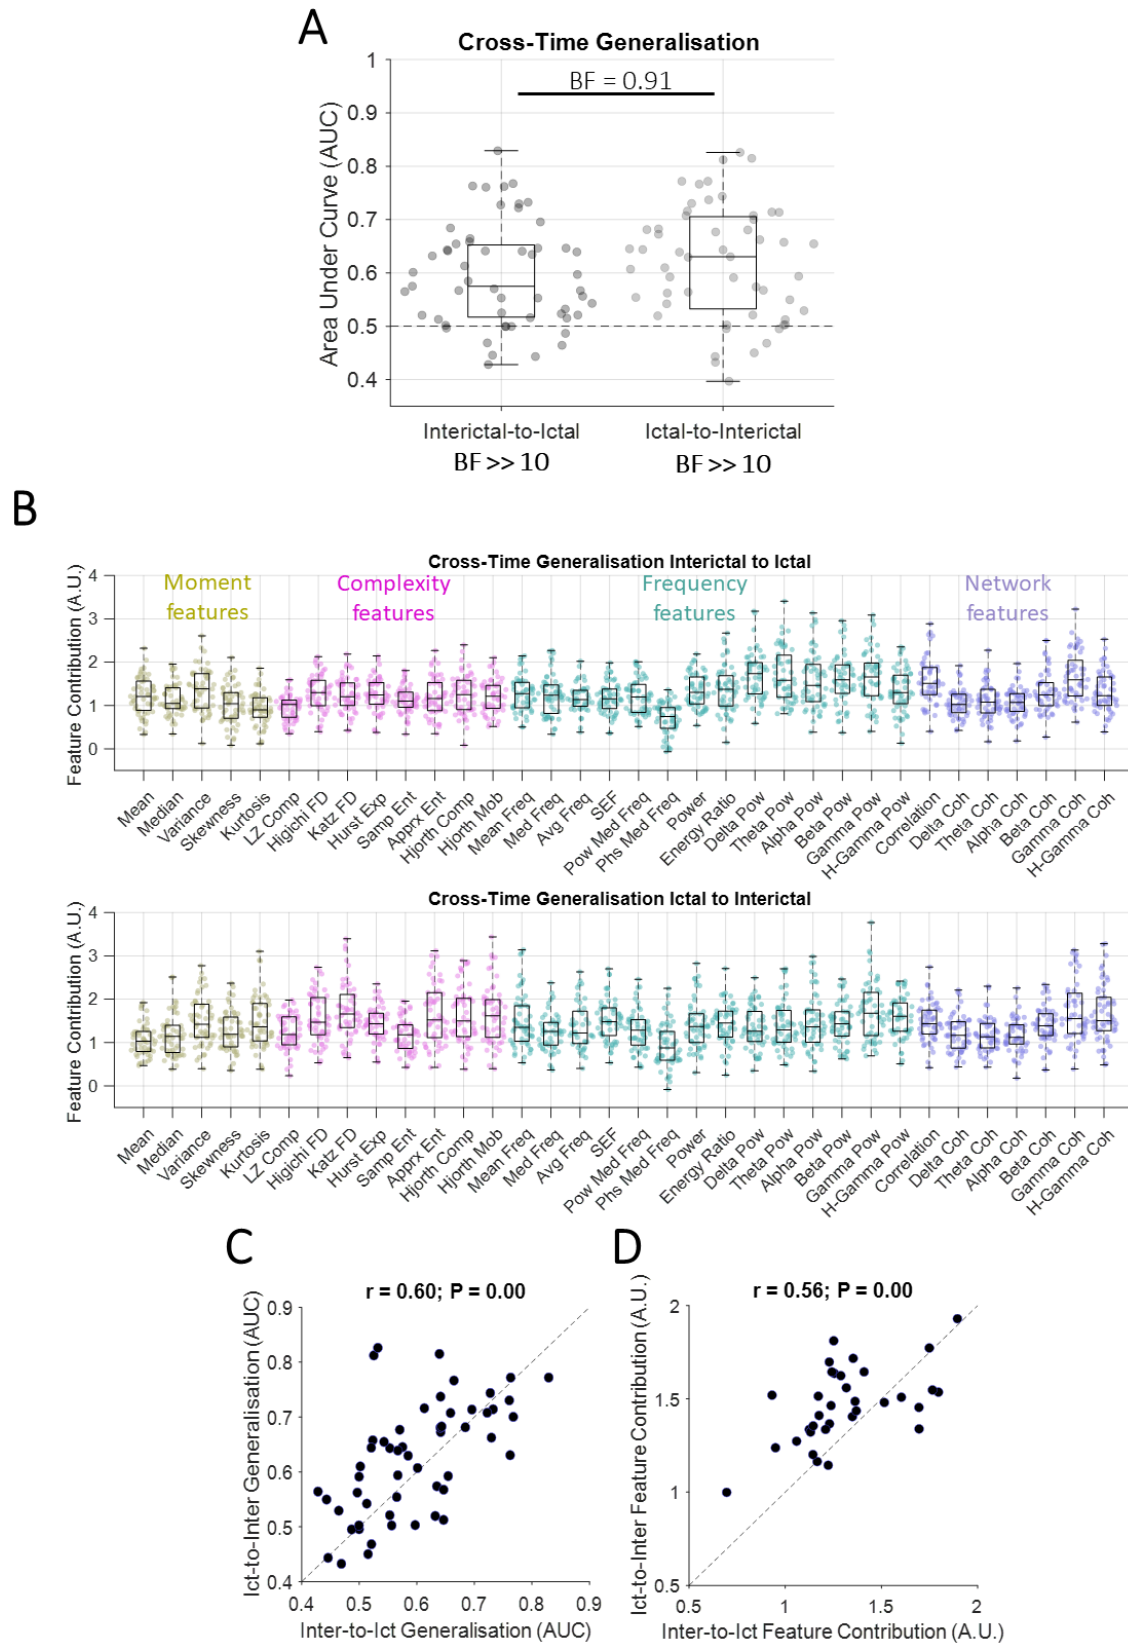 A
Cross-Time Generalisation
BF = 0.91
Area Under Curve (AUC)
1
0.9
0.8
0.7
0.6
0.5
0.4
Interictal-to-Ictal
Ictal-to-Interictal
BF >> 10
BF >> 10
B
Cross-Time Generalisation Interictal to Ictal
Moment
features
Complexity
features
Frequency
features
Network
features
Feature Contribution (A.U.)
4
3
2
1
0
Mean
Median
Variance
Skewness
Kurtosis
LZ Comp
Higichi FD
Katz FD
Hurst Exp
Samp Ent
Apprx Ent
Hjorth Comp
Hjorth Mob
Mean Freq
Med Freq
Avg Freq
SEF
Pow Med Freq
Phs Med Freq
Power
Energy Ratio
Delta Pow
Theta Pow
Alpha Pow
Beta Pow
Gamma Pow
H-Gamma Pow
Correlation
Delta Coh
Theta Coh
Alpha Coh
Beta Coh
Gamma Coh
H-Gamma Coh
Cross-Time Generalisation Ictal to Interictal
Feature Contribution (A.U.)
4
3
2
1
0
Mean
Median
Variance
Skewness
Kurtosis
LZ Comp
Higichi FD
Katz FD
Hurst Exp
Samp Ent
Apprx Ent
Hjorth Comp
Hjorth Mob
Mean Freq
Med Freq
Avg Freq
SEF
Pow Med Freq
Phs Med Freq
Power
Energy Ratio
Delta Pow
Theta Pow
Alpha Pow
Beta Pow
Gamma Pow
H-Gamma Pow
Correlation
Delta Coh
Theta Coh
Alpha Coh
Beta Coh
Gamma Coh
H-Gamma Coh
C
r = 0.60; P = 0.00
Ict-to-Inter Generalisation (AUC)
0.9
0.8
0.7
0.6
0.5
0.4
0.4
0.5
0.6
0.7
0.8
0.9
Inter-to-Ict Generalisation (AUC)
D
r = 0.56; P = 0.00
Ict-to-Inter Feature Contribution (A.U.)
2
1.5
1
0.5
0.5
1
1.5
2
Inter-to-Ict Feature Contribution (A.U.)